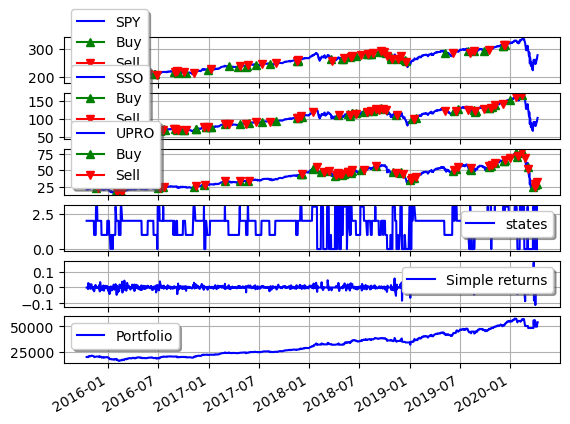 SPY
Buy
Sell
300
200
SSO
Buy
Sell
150
100
50
UPRO
Buy
Sell
75
50
25
states
2.5
0.0
Simple returns
0.1
0.0
−0.1
Portfolio
50000
25000
2016-01 2016-07 2017-01 2017-07 2018-01 2018-07 2019-01 2019-07 2020-01